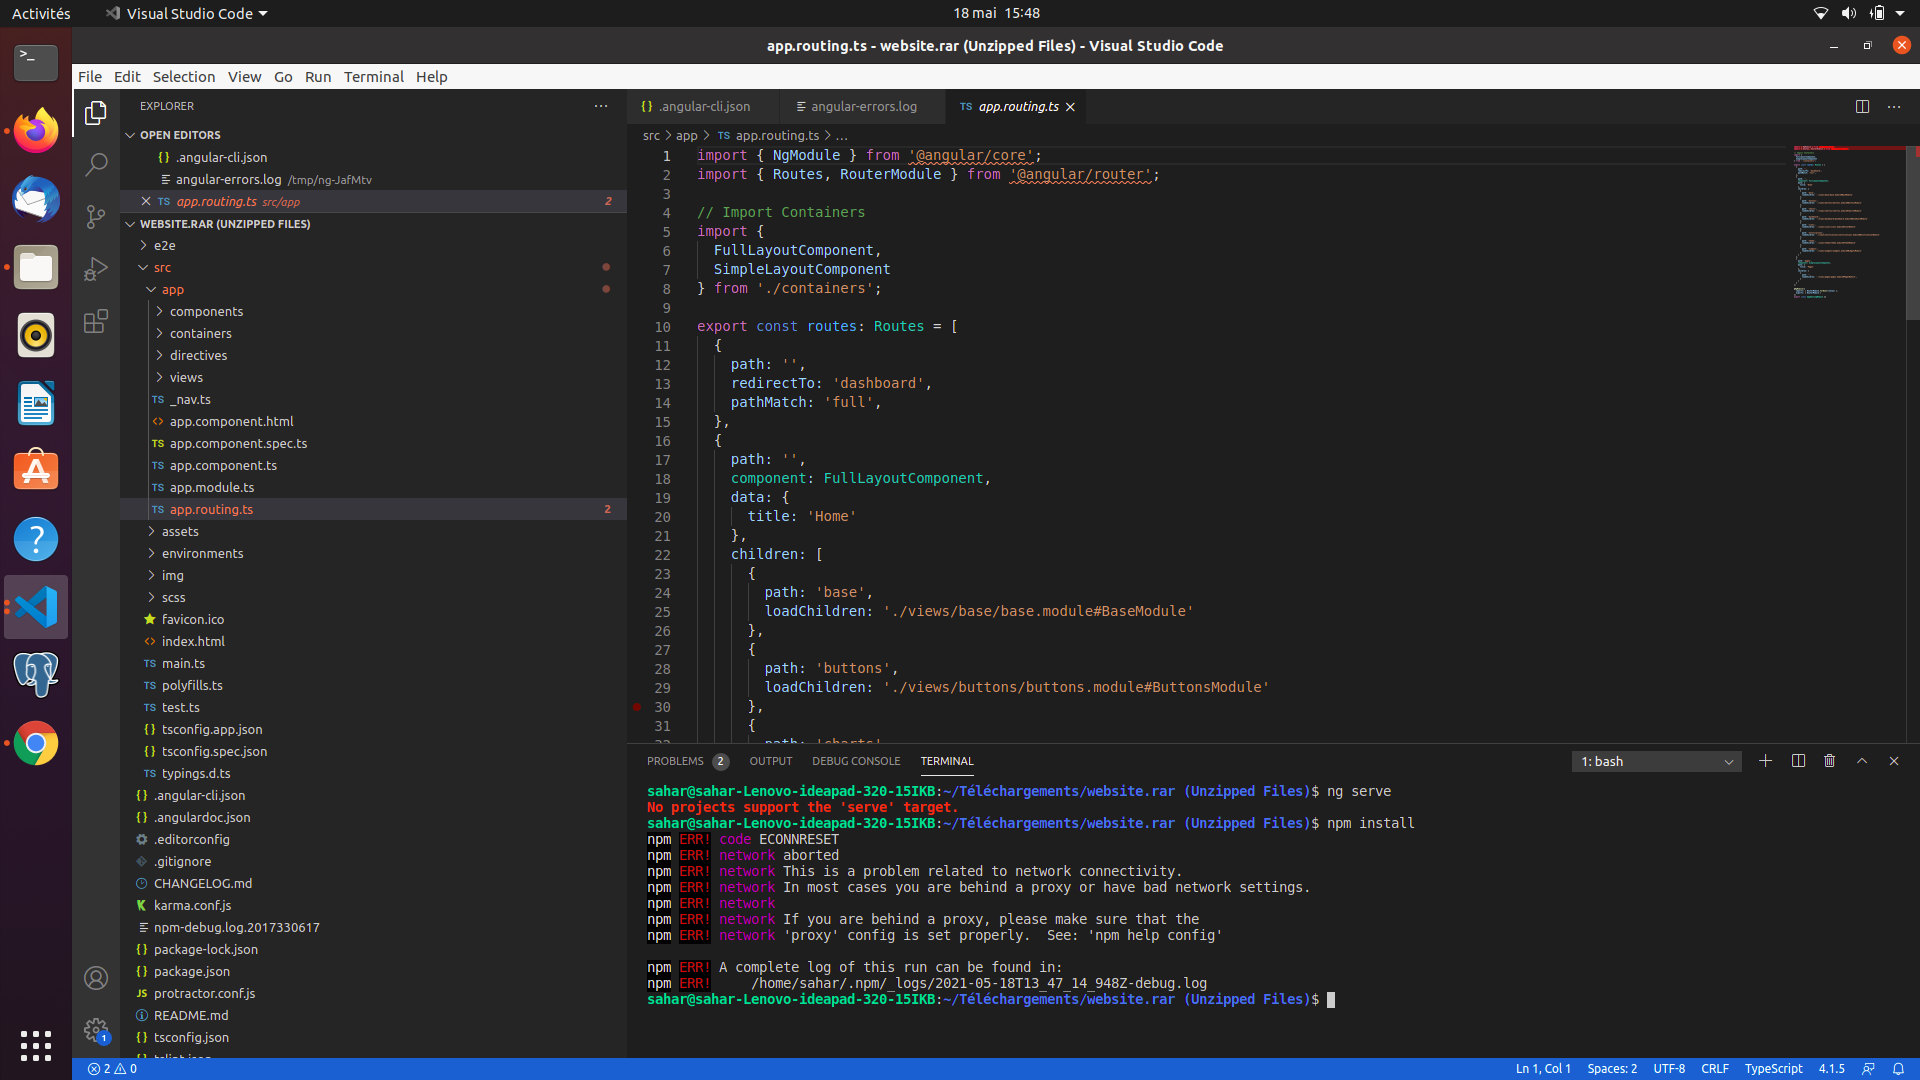 Activités
Visual Studio Code
18 mai 15:48
app.routing.ts - website.rar (Unzipped Files) - Visual Studio Code
File Edit Selection View Go Run Terminal Help
EXPLORER
OPEN EDITORS
{} .angular-cli.json
angular-errors.log /tmp/ng-JafMtv
TS app.routing.ts src/app 2
WEBSITE.RAR (UNZIPPED FILES)
e2e
src
app
components
containers
directives
views
TS _nav.ts
<> app.component.html
TS app.component.spec.ts
TS app.component.ts
TS app.module.ts
TS app.routing.ts 2
assets
environments
img
scss
favicon.ico
<> index.html
TS main.ts
TS polyfills.ts
TS test.ts
{} tsconfig.app.json
{} tsconfig.spec.json
TS typings.d.ts
{} .angular-cli.json
{} .angulardoc.json
.editorconfig
.gitignore
CHANGELOG.md
karma.conf.js
npm-debug.log.2017330617
{} package-lock.json
{} package.json
JS protractor.conf.js
README.md
{} tsconfig.json
1
{} .angular-cli.json
angular-errors.log
TS app.routing.ts
src > app > TS app.routing.ts > ...
1 import { NgModule } from '@angular/core';
2 import { Routes, RouterModule } from '@angular/router';
3
4 // Import Containers
5 import {
6 FullLayoutComponent,
7 SimpleLayoutComponent
8 } from './containers';
9
10 export const routes: Routes = [
11 {
12 path: '',
13 redirectTo: 'dashboard',
14 pathMatch: 'full',
15 },
16 {
17 path: '',
18 component: FullLayoutComponent,
19 data: {
20 title: 'Home'
21 },
22 children: [
23 {
24 path: 'base',
25 loadChildren: './views/base/base.module#BaseModule'
26 },
27 {
28 path: 'buttons',
29 loadChildren: './views/buttons/buttons.module#ButtonsModule'
30 },
31 {
PROBLEMS 2 OUTPUT DEBUG CONSOLE TERMINAL
1: bash
sahar@sahar-Lenovo-ideapad-320-15IKB:~/Téléchargements/website.rar (Unzipped Files)$ ng serve
No projects support the 'serve' target.
sahar@sahar-Lenovo-ideapad-320-15IKB:~/Téléchargements/website.rar (Unzipped Files)$ npm install
npm ERR! code ECONNRESET
npm ERR! network aborted
npm ERR! network This is a problem related to network connectivity.
npm ERR! network In most cases you are behind a proxy or have bad network settings.
npm ERR! network
npm ERR! network If you are behind a proxy, please make sure that the
npm ERR! network 'proxy' config is set properly.  See: 'npm help config'
npm ERR! A complete log of this run can be found in:
npm ERR!     /home/sahar/.npm/_logs/2021-05-18T13_47_14_948Z-debug.log
sahar@sahar-Lenovo-ideapad-320-15IKB:~/Téléchargements/website.rar (Unzipped Files)$
2 0
Ln 1, Col 1 Spaces: 2 UTF-8 CRLF TypeScript 4.1.5